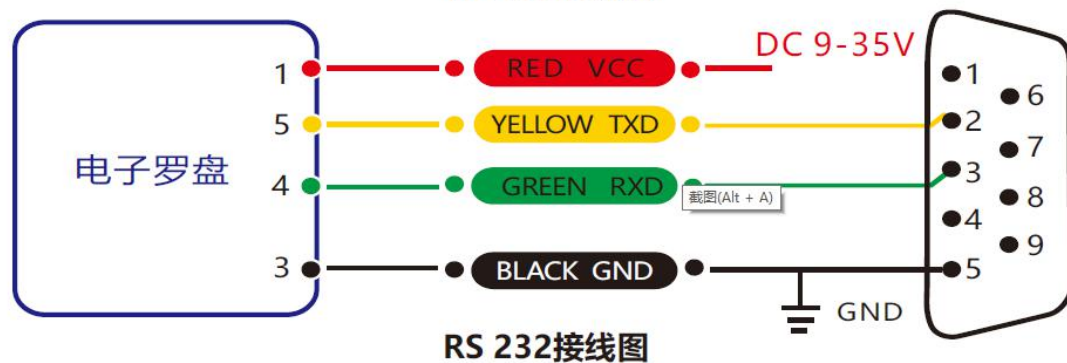 DC 9-35V
1 RED VCC 1
6
5 YELLOW TXD 2
7
电子罗盘
4 GREEN RXD 3
截图(Alt + A)
8
4
9
3 BLACK GND 5
GND
RS 232接线图